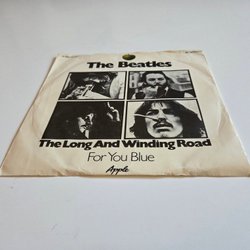 The Beatles
The Long And Winding Road
For You Blue
Apple